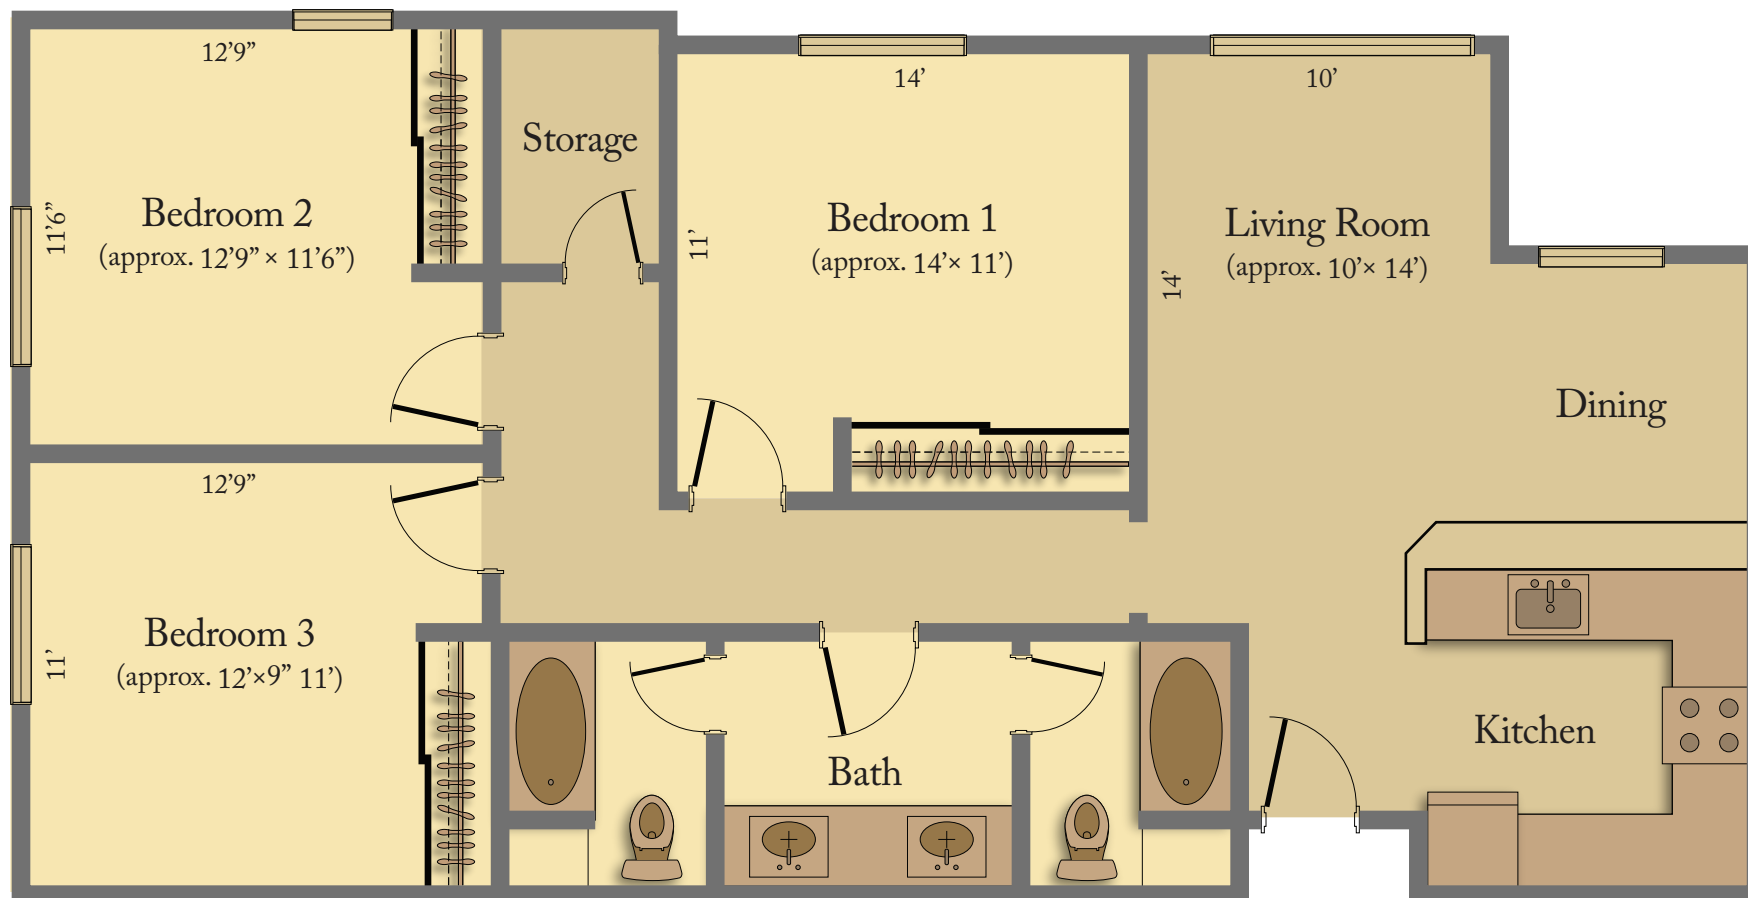 12’9”
11’6”
Bedroom 2
(approx. 12’9” × 11’6”)
Storage
14’
11’
Bedroom 1
(approx. 14’× 11’)
10’
14’
Living Room
(approx. 10’× 14’)
Dining
12’9”
11’
Bedroom 3
(approx. 12’×9” 11’)
Bath
Kitchen